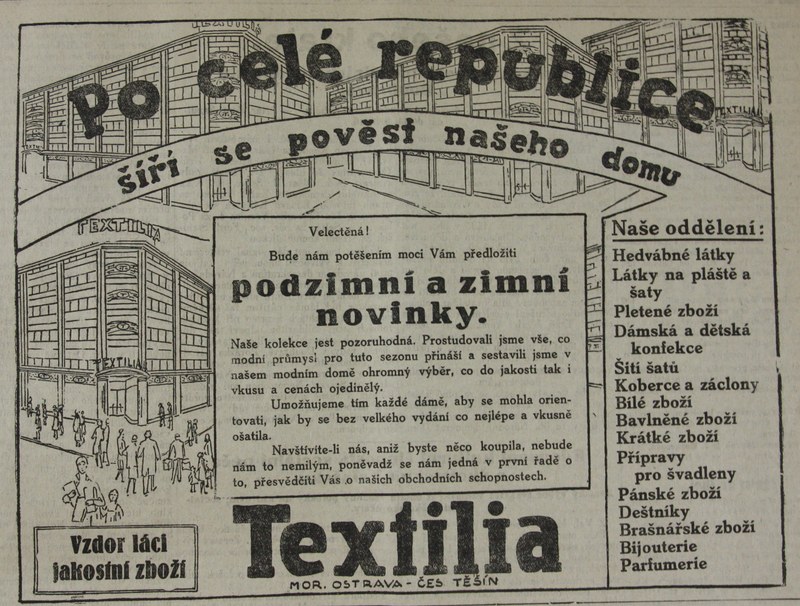 TEXTILIA
Po celé republice
TEXTILIA
šíří se pověst našeho domu
TEXTILIA
TEXTILIA
Velectěná!
Bude nám potěšením moci Vám předložiti
podzimní a zimní
novinky.
Naše kolekce jest pozoruhodná. Prostudovali jsme vše, co
modní průmysl pro tuto sezonu přináší a sestavili jsme v
našem modním domě ohromný výběr, co do jakosti tak i
vkusu a cenách ojedinělý.
Umožňujeme tím každé dámě, aby se mohla orien-
tovati, jak by se bez velkého vydání co nejlépe a vkusně
ošatila.
Navštívíte-li nás, aniž byste něco koupila, nebude
nám to nemilým, poněvadž se nám jedná v první řadě o
to, přesvědčiti Vás o našich obchodních schopnostech.
Naše oddělení:
Hedvábné látky
Látky na pláště a
šaty
Pletené zboží
Dámská a dětská
konfekce
Šití šatů
Koberce a záclony
Bílé zboží
Bavlněné zboží
Krátké zboží
Přípravy
pro švadleny
Pánské zboží
Deštníky
Brašnářské zboží
Bijouterie
Parfumerie
Vzdor láci
jakostní zboží
Textilia
MOR. OSTRAVA - ČES. TĚŠÍN